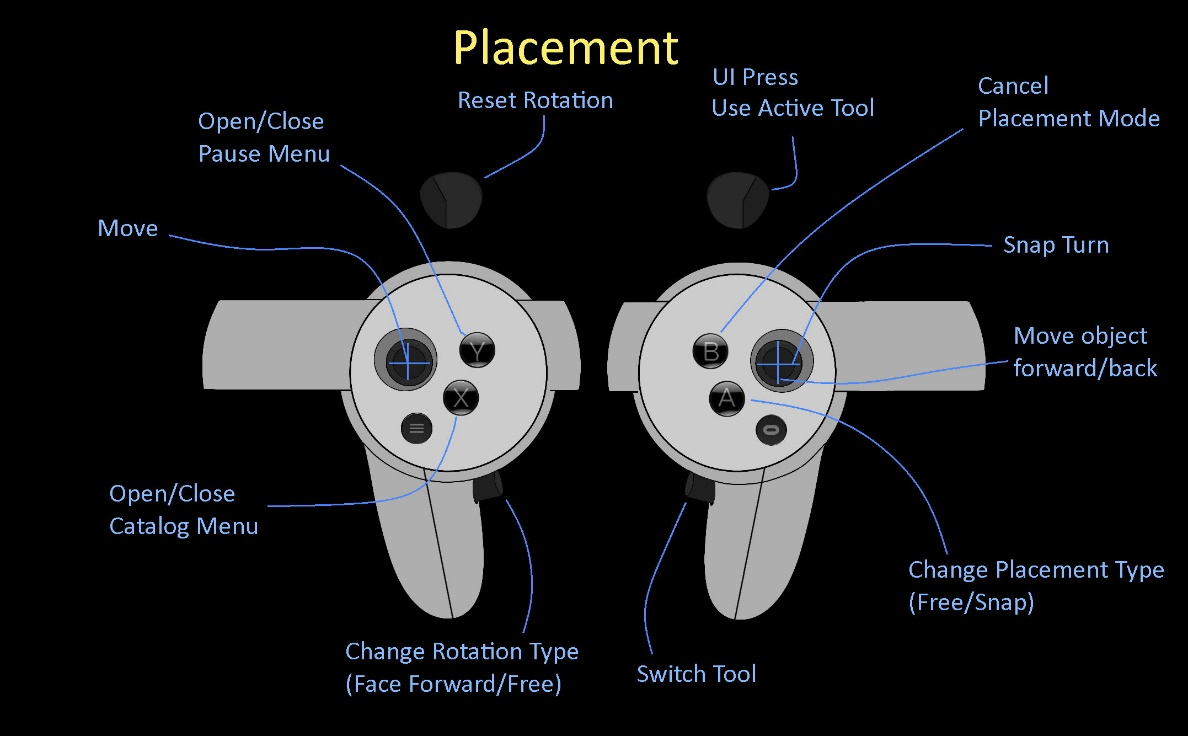 Placement
Reset Rotation
UI Press
Use Active Tool
Cancel
Placement Mode
Open/Close
Pause Menu
Move
Snap Turn
Move object
forward/back
Y
B
X
A
Open/Close
Catalog Menu
Change Placement Type
(Free/Snap)
Change Rotation Type
(Face Forward/Free)
Switch Tool